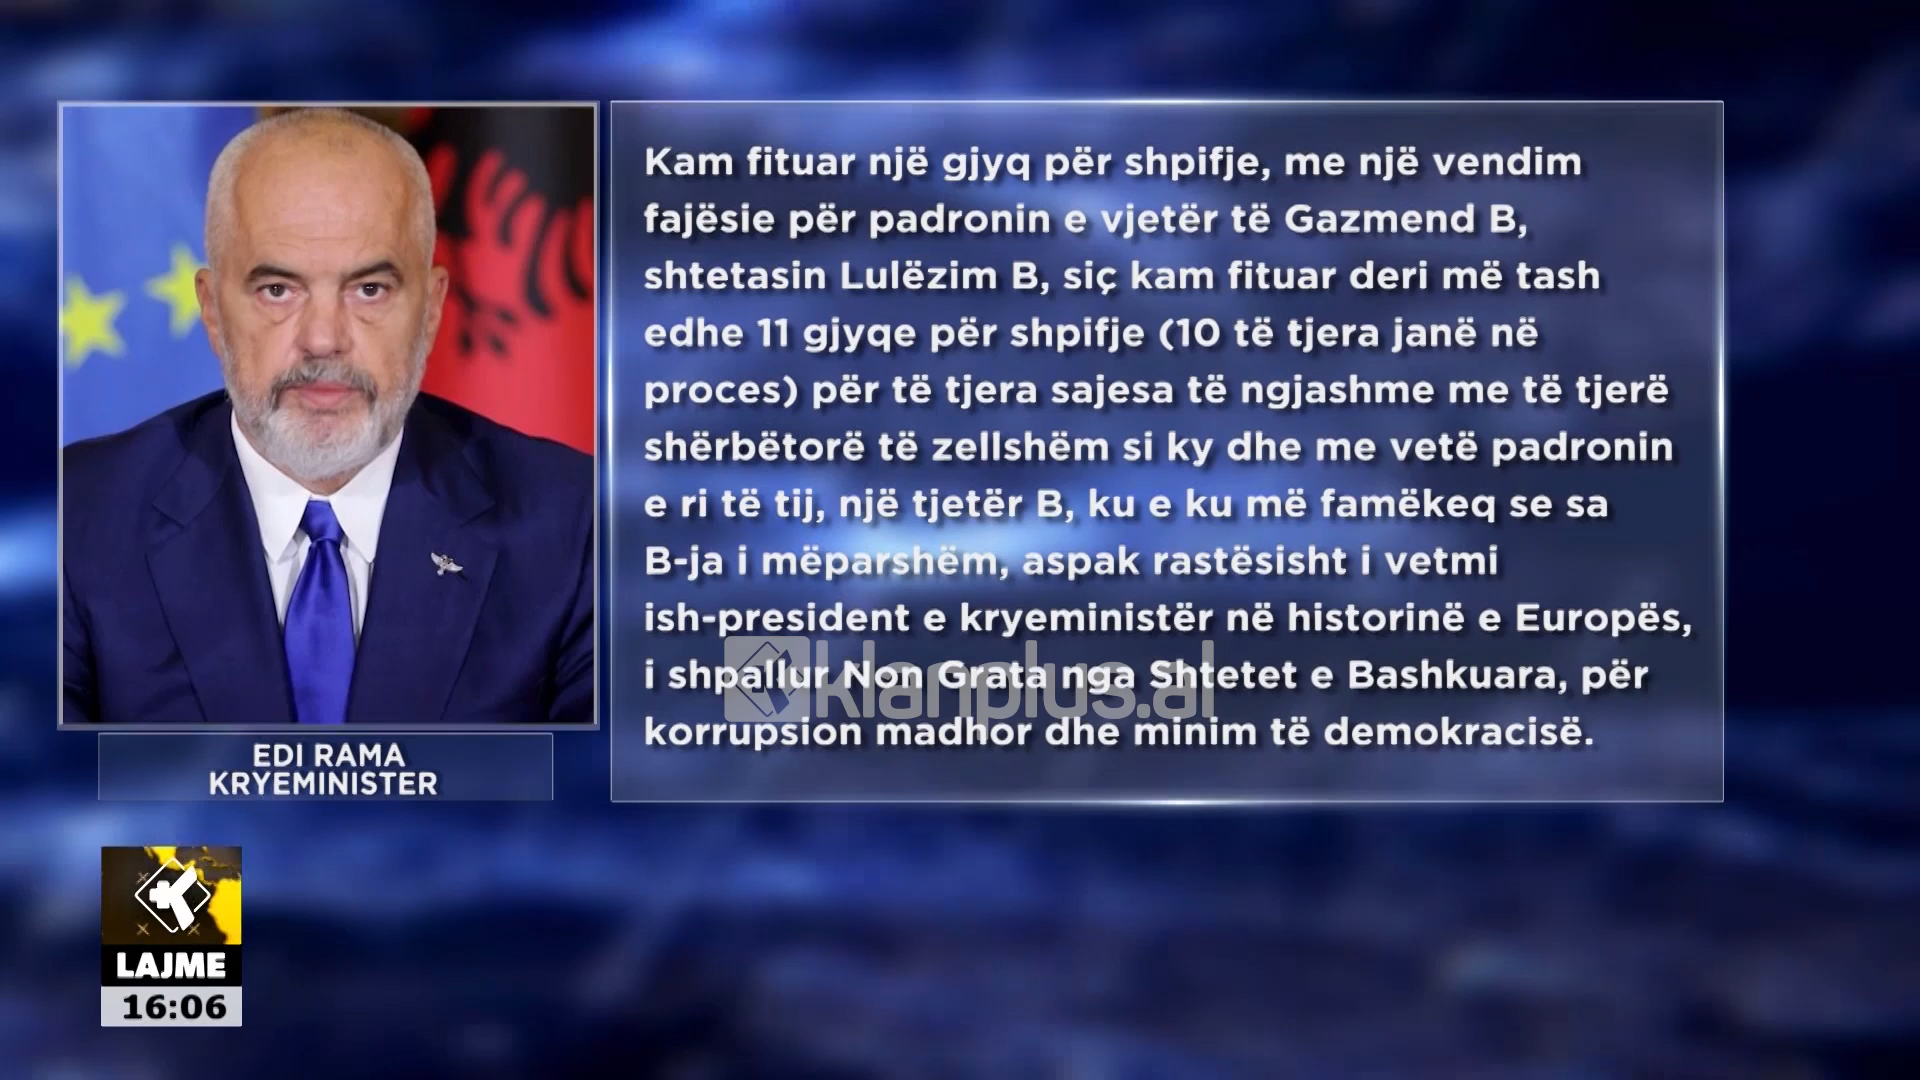 Kam fituar një gjyq për shpifje, me një vendim
fajësie për padronin e vjetër të Gazmend B,
shtetasin Lulëzim B, siç kam fituar deri më tash
edhe 11 gjyqe për shpifje (10 të tjera janë në
proces) për të tjera sajesa të ngjashme me të tjerë
shërbëtorë të zellshëm si ky dhe me vetë padronin
e ri të tij, një tjetër B, ku e ku më famëkeq se sa
B-ja i mëparshëm, aspak rastësisht i vetmi
ish-president e kryeministër në historinë e Europës,
i shpallur Non Grata nga Shtetet e Bashkuara, për
korrupsion madhor dhe minim të demokracisë.
klanplus.al
EDI RAMA
KRYEMINISTER
LAJME
16:06